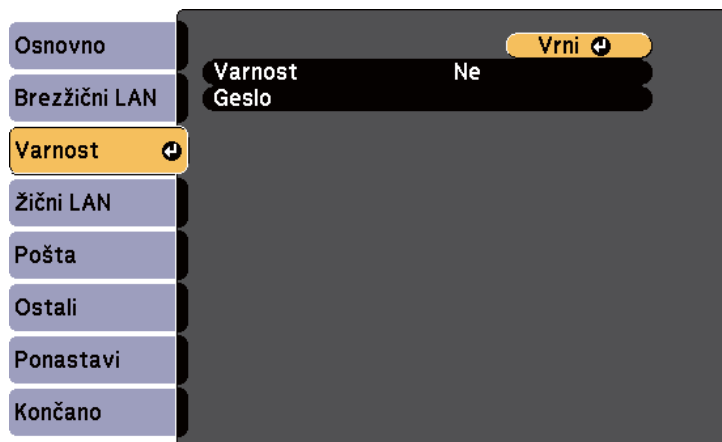 Osnovno
Brezžični LAN
Varnost
Žični LAN
Pošta
Ostali
Ponastavi
Končano
Vrni
Varnost Ne
Geslo